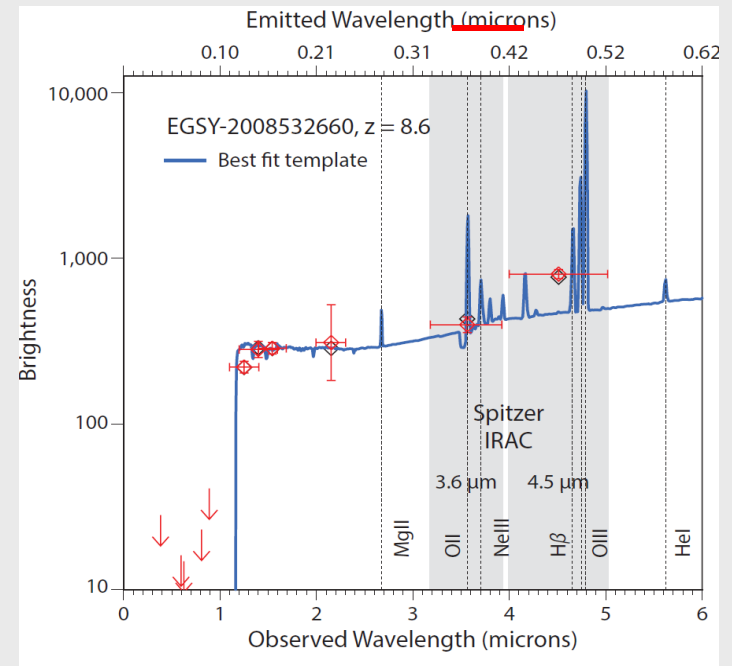 Emitted Wavelength (microns)
0.10 0.21 0.31 0.42 0.52 0.62
10,000
EGSY-2008532660, z = 8.6
Best fit template
1,000
Brightness
100
Spitzer
IRAC
3.6 μm 4.5 μm
MgII OII NeIII Hβ OIII HeI
10
0 1 2 3 4 5 6
Observed Wavelength (microns)